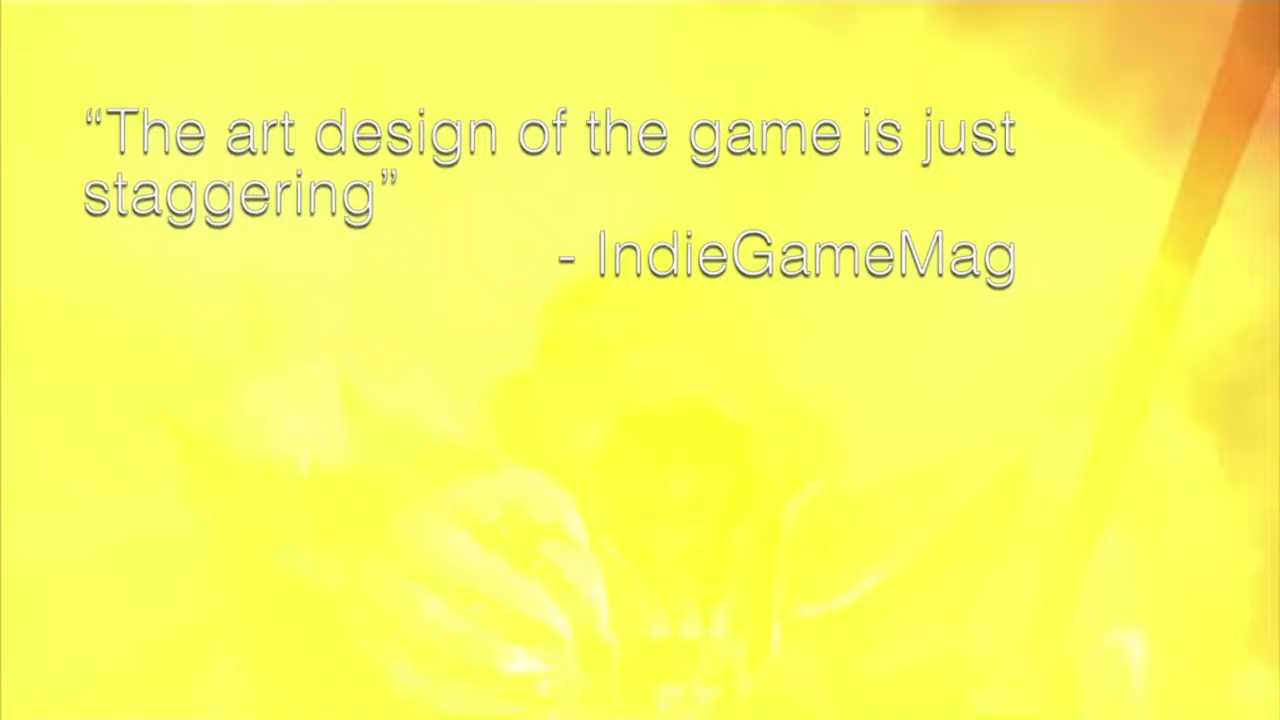 “The art design of the game is just
staggering”
- IndieGameMag